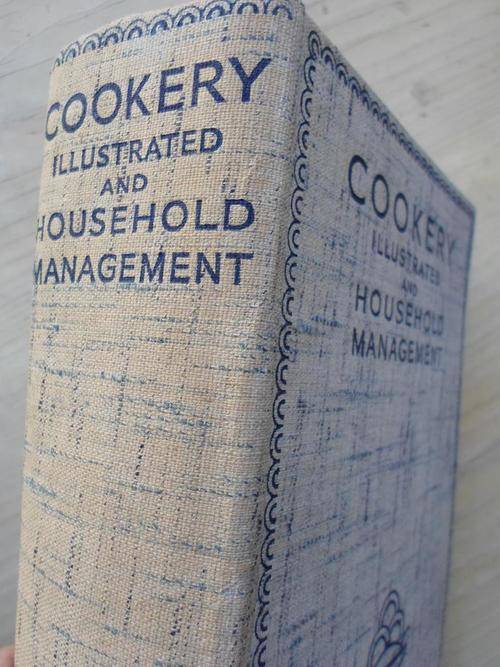 COOKERY
ILLUSTRATED
AND
HOUSEHOLD
MANAGEMENT
COOKERY
ILLUSTRATED
AND
HOUSEHOLD
MANAGEMENT